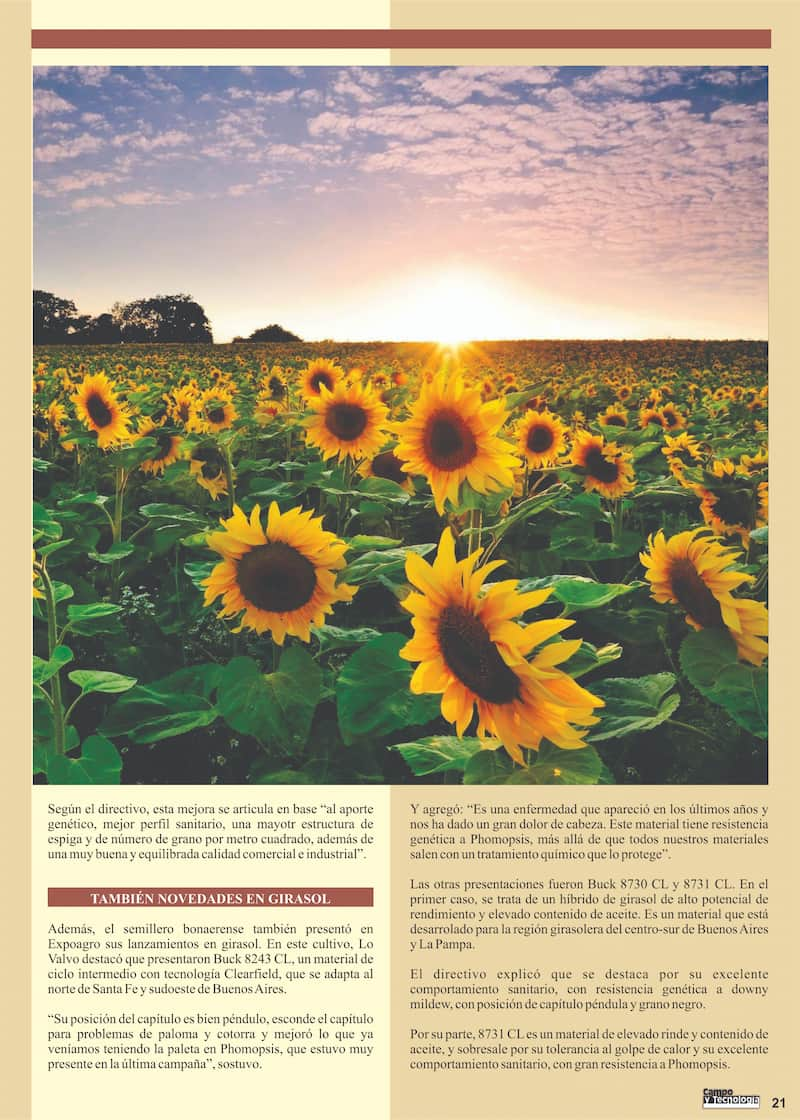 Según el directivo, esta mejora se articula en base “al aporte
genético, mejor perfil sanitario, una mayotr estructura de
espiga y de número de grano por metro cuadrado, además de
una muy buena y equilibrada calidad comercial e industrial”.
TAMBIÉN NOVEDADES EN GIRASOL
Además, el semillero bonaerense también presentó en
Expoagro sus lanzamientos en girasol. En este cultivo, Lo
Valvo destacó que presentaron Buck 8243 CL, un material de
ciclo intermedio con tecnología Clearfield, que se adapta al
norte de Santa Fe y sudoeste de Buenos Aires.
“Su posición del capítulo es bien péndulo, esconde el capítulo
para problemas de paloma y cotorra y mejoró lo que ya
veníamos teniendo la paleta en Phomopsis, que estuvo muy
presente en la última campaña”, sostuvo.
Y agregó: “Es una enfermedad que apareció en los últimos años y
nos ha dado un gran dolor de cabeza. Este material tiene resistencia
genética a Phomopsis, más allá de que todos nuestros materiales
salen con un tratamiento químico que lo protege”.
Las otras presentaciones fueron Buck 8730 CL y 8731 CL. En el
primer caso, se trata de un híbrido de girasol de alto potencial de
rendimiento y elevado contenido de aceite. Es un material que está
desarrolado para la región girasolera del centro-sur de Buenos Aires
y La Pampa.
El directivo explicó que se destaca por su excelente
comportamiento sanitario, con resistencia genética a downy
mildew, con posición de capítulo péndula y grano negro.
Por su parte, 8731 CL es un material de elevado rinde y contenido de
aceite, y sobresale por su tolerancia al golpe de calor y su excelente
comportamiento sanitario, con gran resistencia a Phomopsis.
Campo
Y Tecnología
21